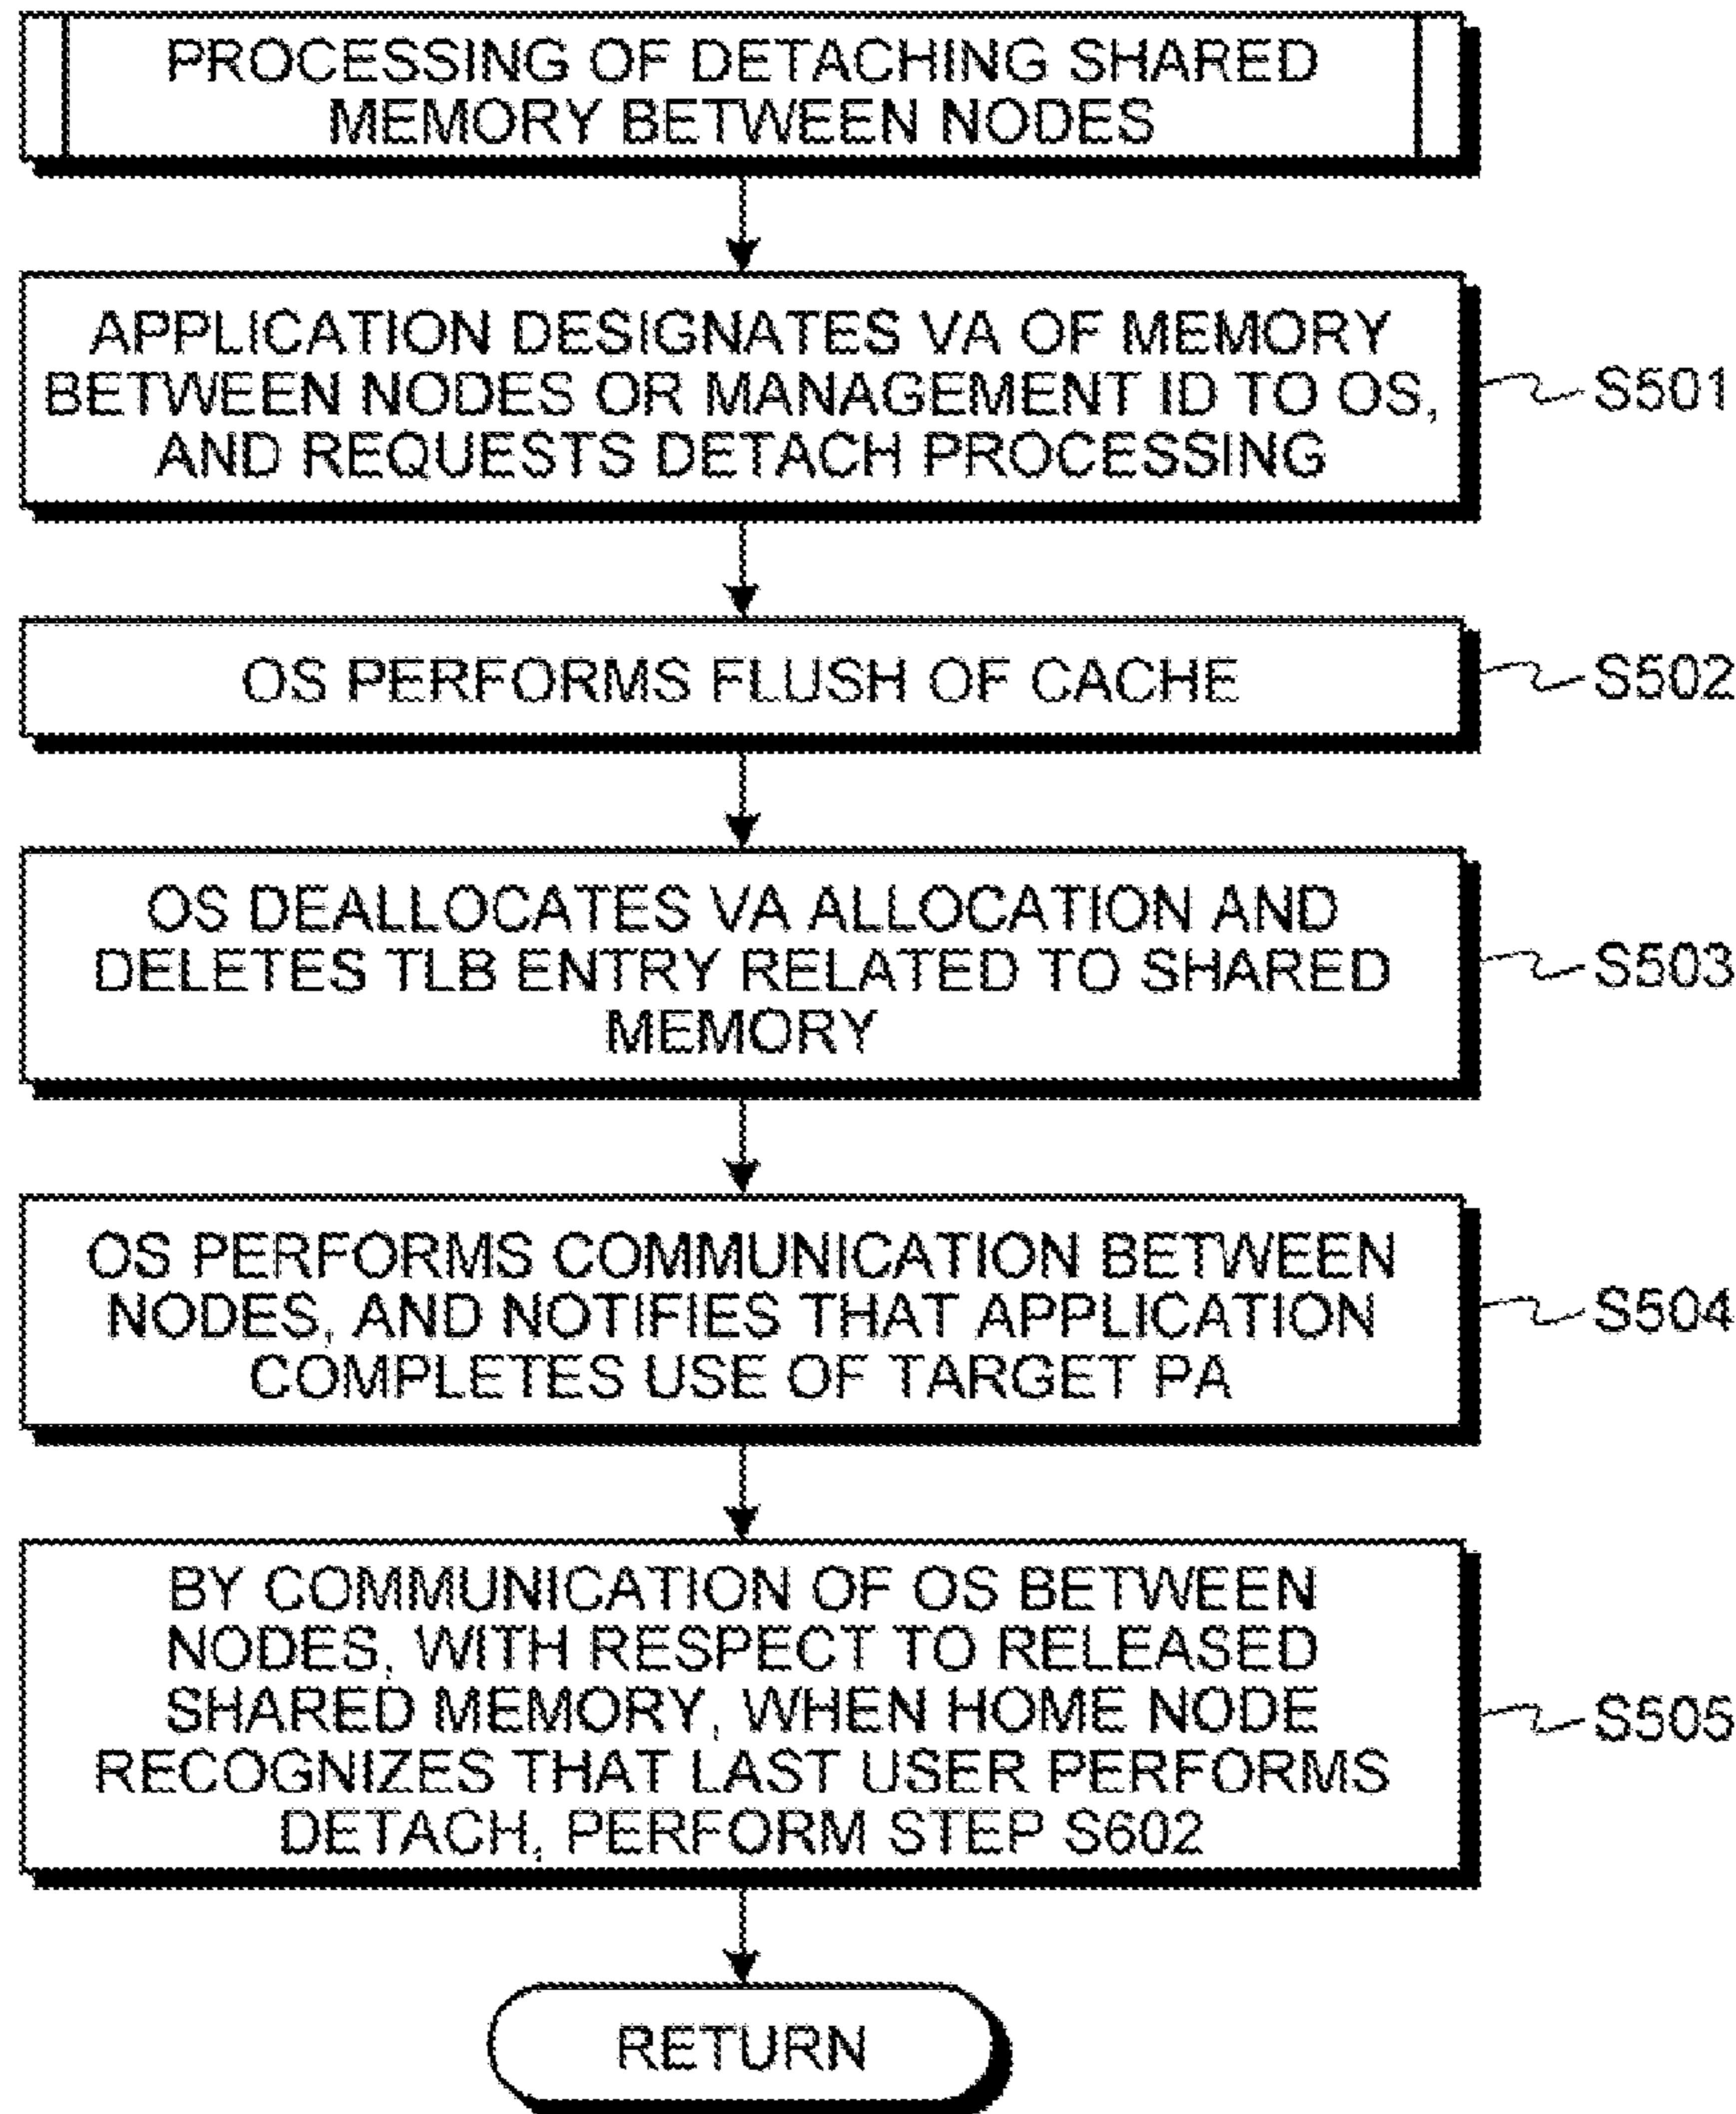 PROCESSING OF DETACHING SHARED
MEMORY BETWEEN NODES
APPLICATION DESIGNATES VA OF MEMORY
BETWEEN NODES OR MANAGEMENT ID TO OS,
AND REQUESTS DETACH PROCESSING
S501
OS PERFORMS FLUSH OF CACHE
S502
OS DEALLOCATES VA ALLOCATION AND
DELETES TLB ENTRY RELATED TO SHARED
MEMORY
S503
OS PERFORMS COMMUNICATION BETWEEN
NODES, AND NOTIFIES THAT APPLICATION
COMPLETES USE OF TARGET PA
S504
BY COMMUNICATION OF OS BETWEEN
NODES, WITH RESPECT TO RELEASED
SHARED MEMORY, WHEN HOME NODE
RECOGNIZES THAT LAST USER PERFORMS
DETACH, PERFORM STEP S602
S505
RETURN